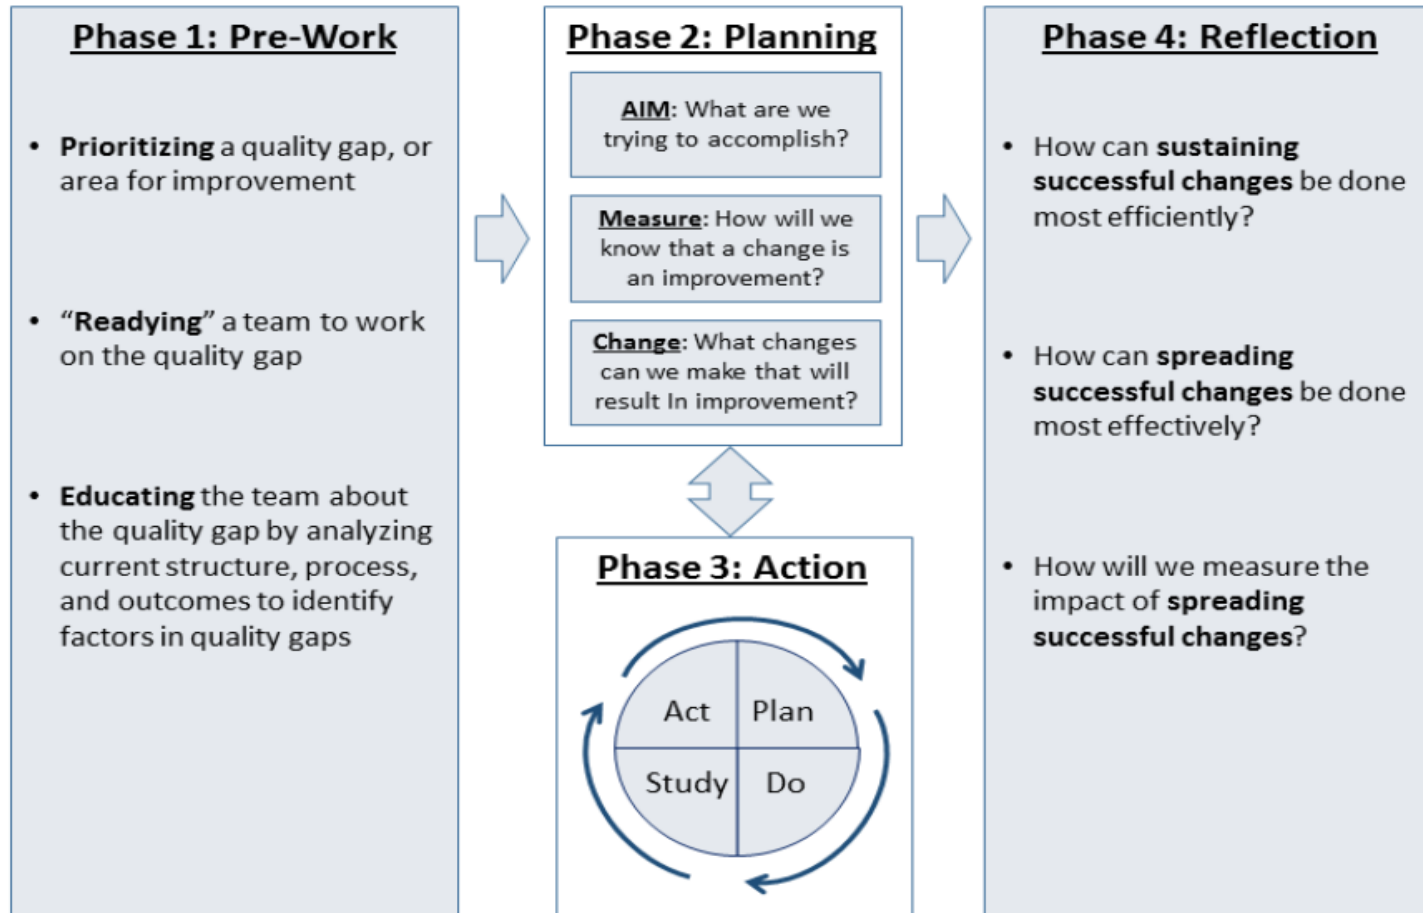 Phase 1: Pre-Work
• Prioritizing a quality gap, or
area for improvement
• “Readying” a team to work
on the quality gap
• Educating the team about
the quality gap by analyzing
current structure, process,
and outcomes to identify
factors in quality gaps
Phase 2: Planning
AIM: What are we
trying to accomplish?
Measure: How will we
know that a change is
an improvement?
Change: What changes
can we make that will
result In improvement?
Phase 3: Action
Act
Plan
Study
Do
Phase 4: Reflection
• How can sustaining
successful changes be done
most efficiently?
• How can spreading
successful changes be done
most effectively?
• How will we measure the
impact of spreading
successful changes?